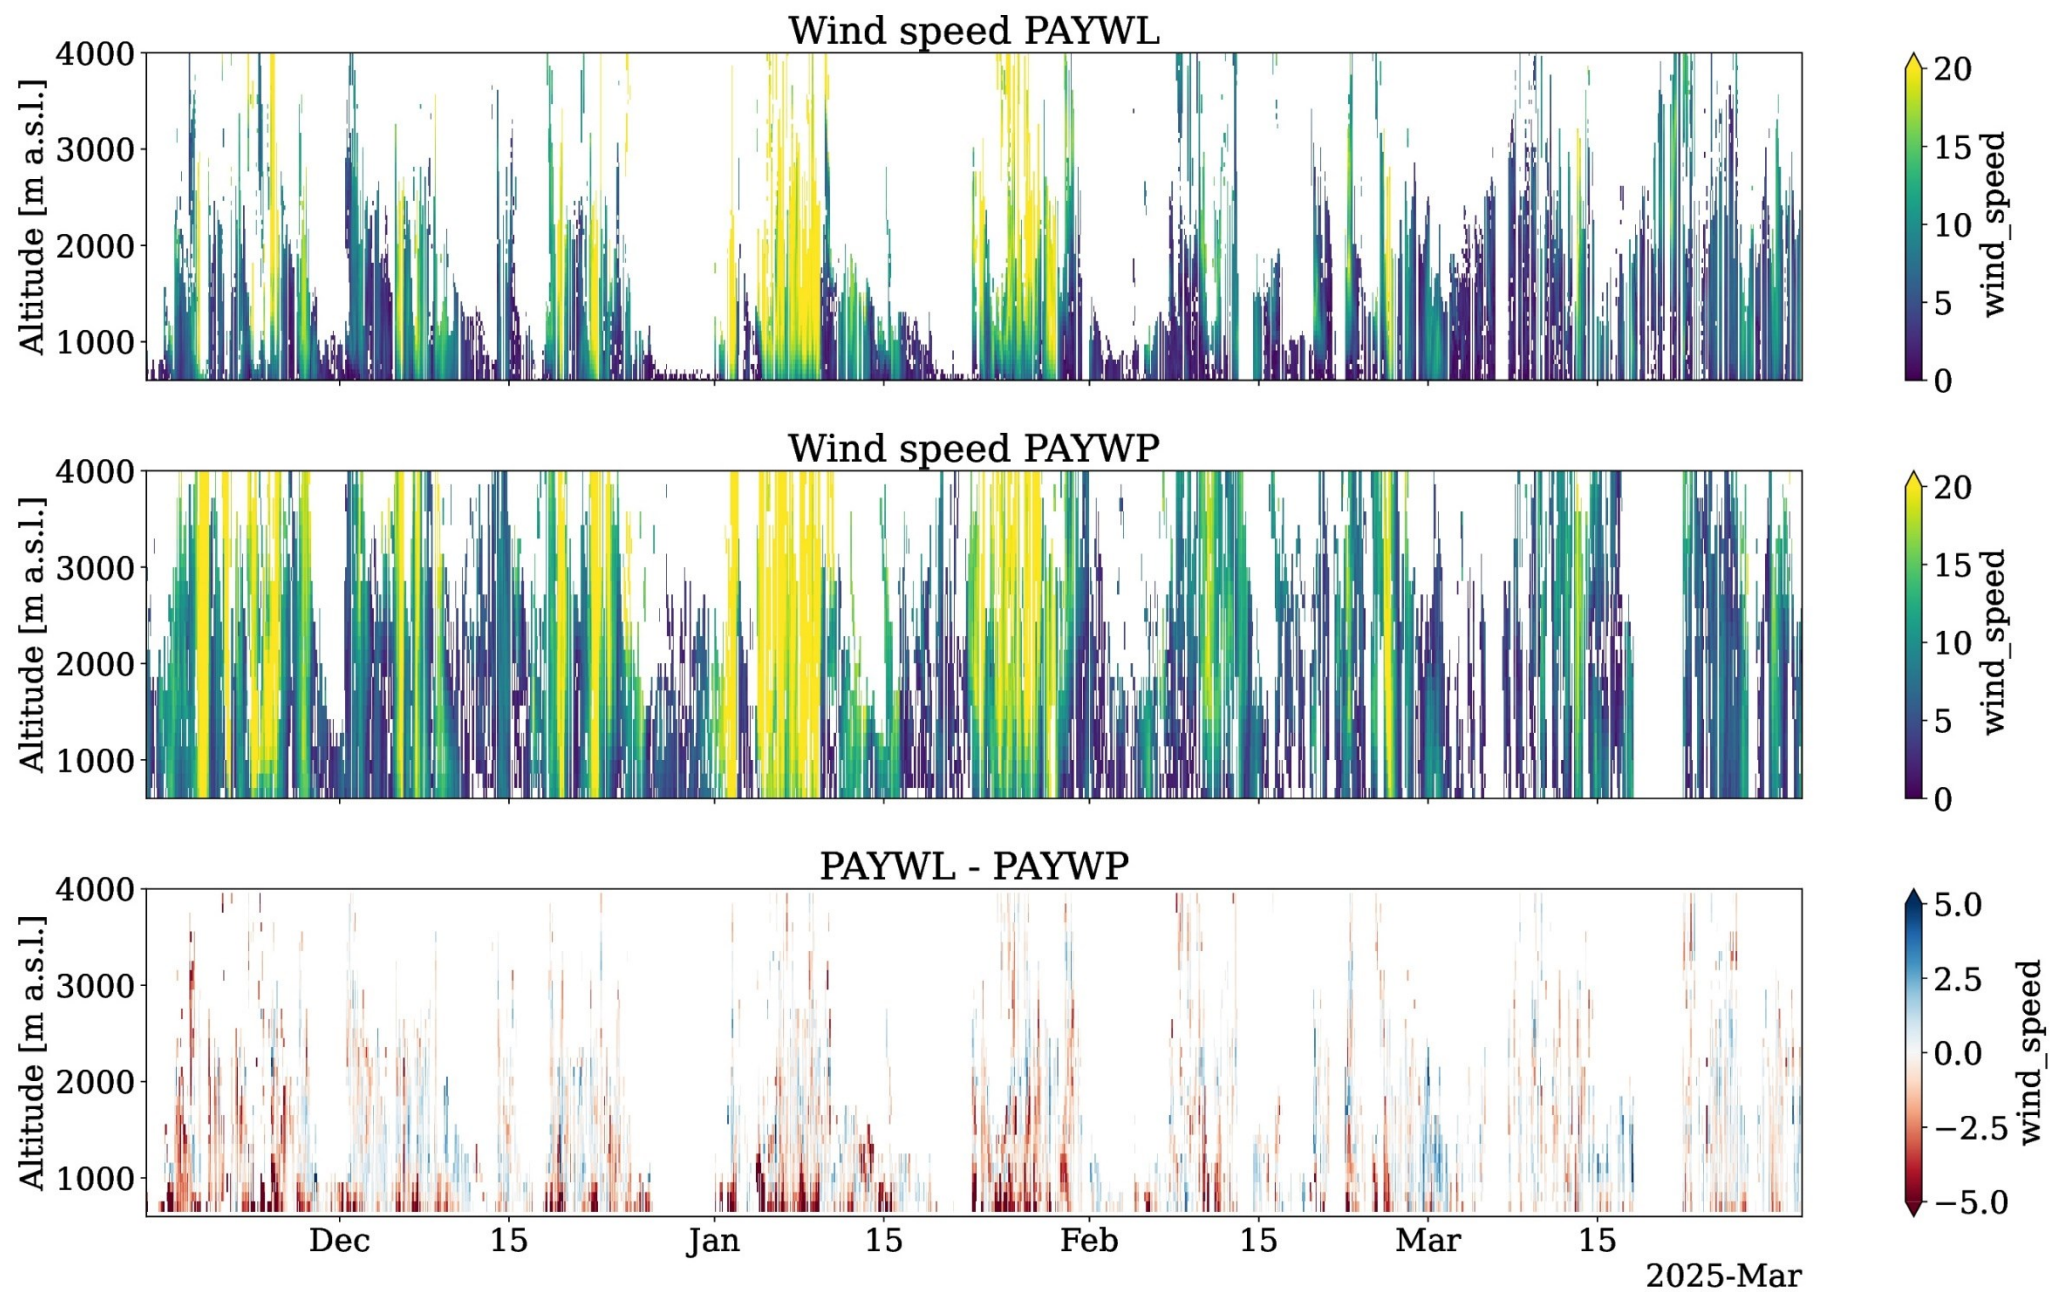 Wind speed PAYWL
4000
3000
2000
1000
Altitude [m a.s.l.]
20
15
10
5
0
wind_speed
Wind speed PAYWP
4000
3000
2000
1000
Altitude [m a.s.l.]
20
15
10
5
0
wind_speed
PAYWL - PAYWP
4000
3000
2000
1000
Altitude [m a.s.l.]
5.0
2.5
0.0
−2.5
−5.0
wind_speed
Dec 15 Jan 15 Feb 15 Mar 15
2025-Mar